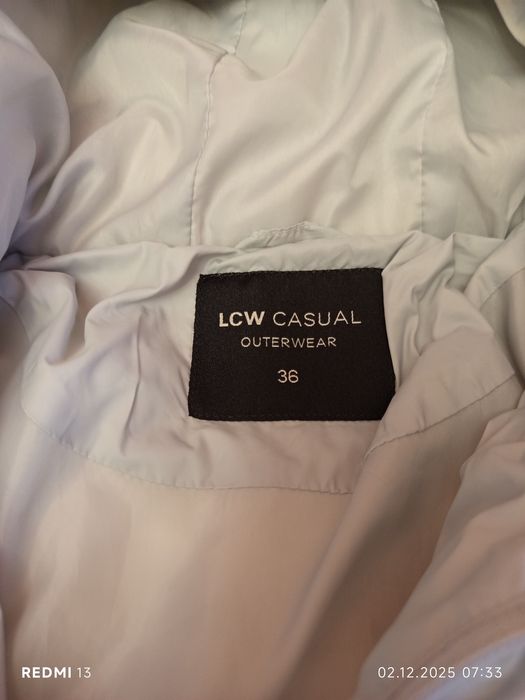 LCW CASUAL
OUTERWEAR
36
REDMI 13
02.12.2025 07:33